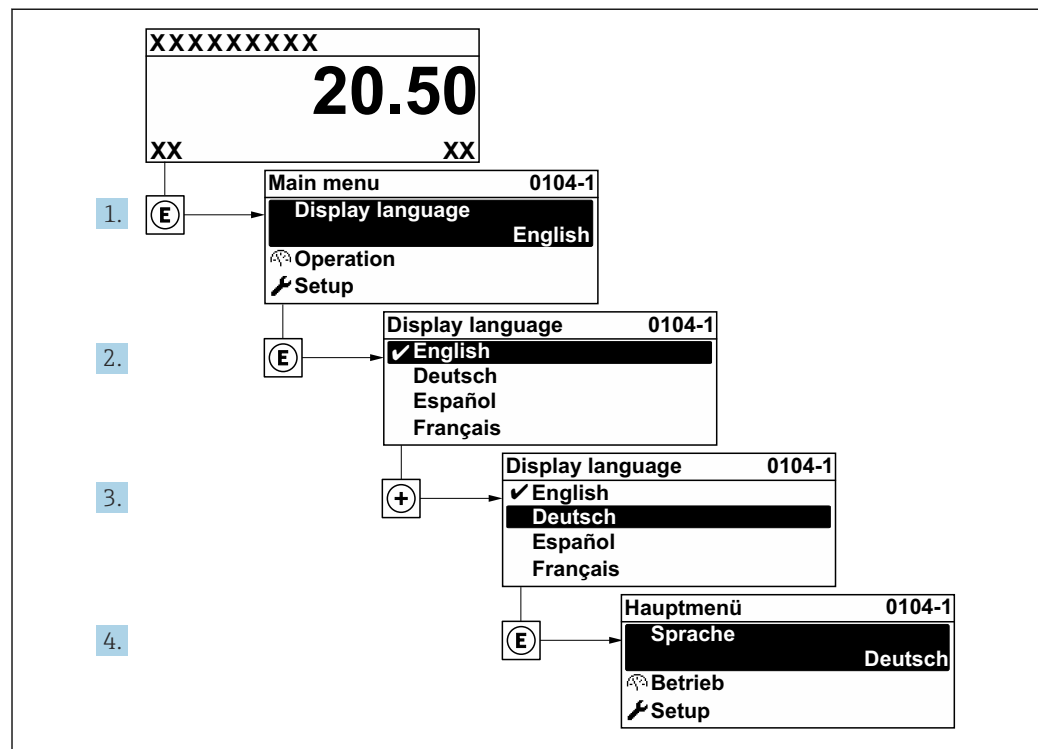 XXXXXXXXX
20.50
XX XX
1. E
Main menu 0104-1
Display language
English
Operation
Setup
2. E
Display language 0104-1
✔ English
Deutsch
Español
Français
3. +
Display language 0104-1
✔ English
Deutsch
Español
Français
4. E
Hauptmenü 0104-1
Sprache
Deutsch
Betrieb
Setup